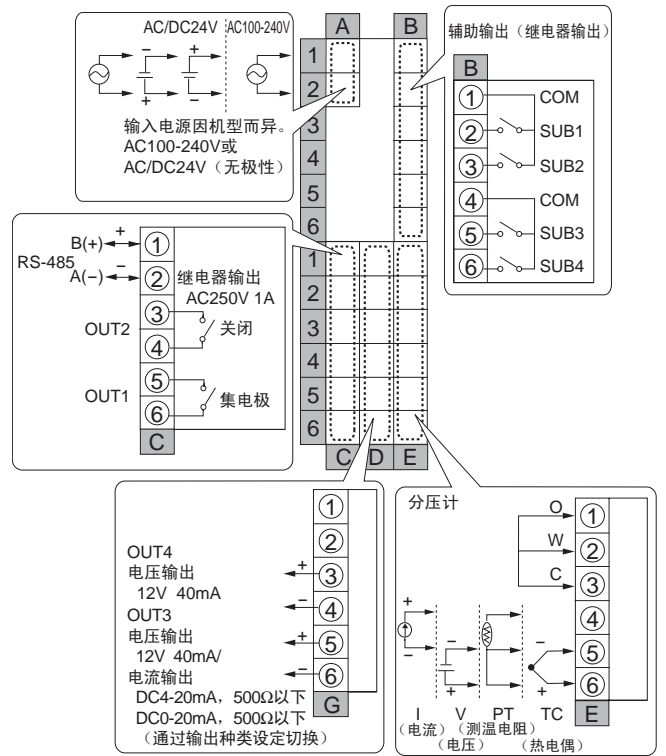 AC/DC24V AC100-240V
− +
+ −
输入电源因机型而异。
AC100-240V或
AC/DC24V（无极性）
A B
1
2
3
4
5
6
1
2
3
4
5
6
C D E
辅助输出（继电器输出）
B
① COM
② SUB1
③ SUB2
④ COM
⑤ SUB3
⑥ SUB4
RS-485
B(+) + ①
A(−) − ②
继电器输出
AC250V 1A
OUT2
③
④
关闭
OUT1
⑤
⑥
集电极
C
①
②
OUT4
电压输出
12V 40mA
+ ③
− ④
OUT3
电压输出
12V 40mA/
+ ⑤
电流输出
− ⑥
DC4-20mA，500Ω以下
DC0-20mA，500Ω以下
（通过输出种类设定切换）
G
分压计
O ①
W ②
C ③
④
⑤
⑥
+ − − +
− +
I V PT TC
（电流） （测温电阻）
（电压） （热电偶）
E